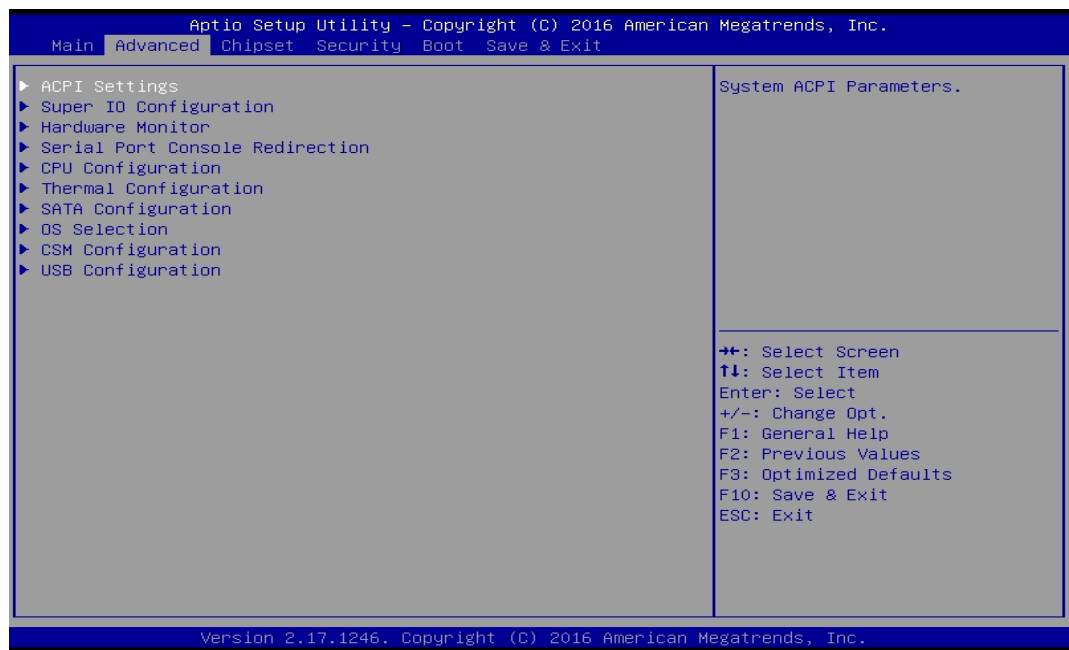 Aptio Setup Utility – Copyright (C) 2016 American Megatrends, Inc.
Main Advanced Chipset Security Boot Save & Exit
▶ ACPI Settings
▶ Super IO Configuration
▶ Hardware Monitor
▶ Serial Port Console Redirection
▶ CPU Configuration
▶ Thermal Configuration
▶ SATA Configuration
▶ OS Selection
▶ CSM Configuration
▶ USB Configuration
System ACPI Parameters.
→←: Select Screen
↑↓: Select Item
Enter: Select
+/-: Change Opt.
F1: General Help
F2: Previous Values
F3: Optimized Defaults
F10: Save & Exit
ESC: Exit
Version 2.17.1246. Copyright (C) 2016 American Megatrends, Inc.